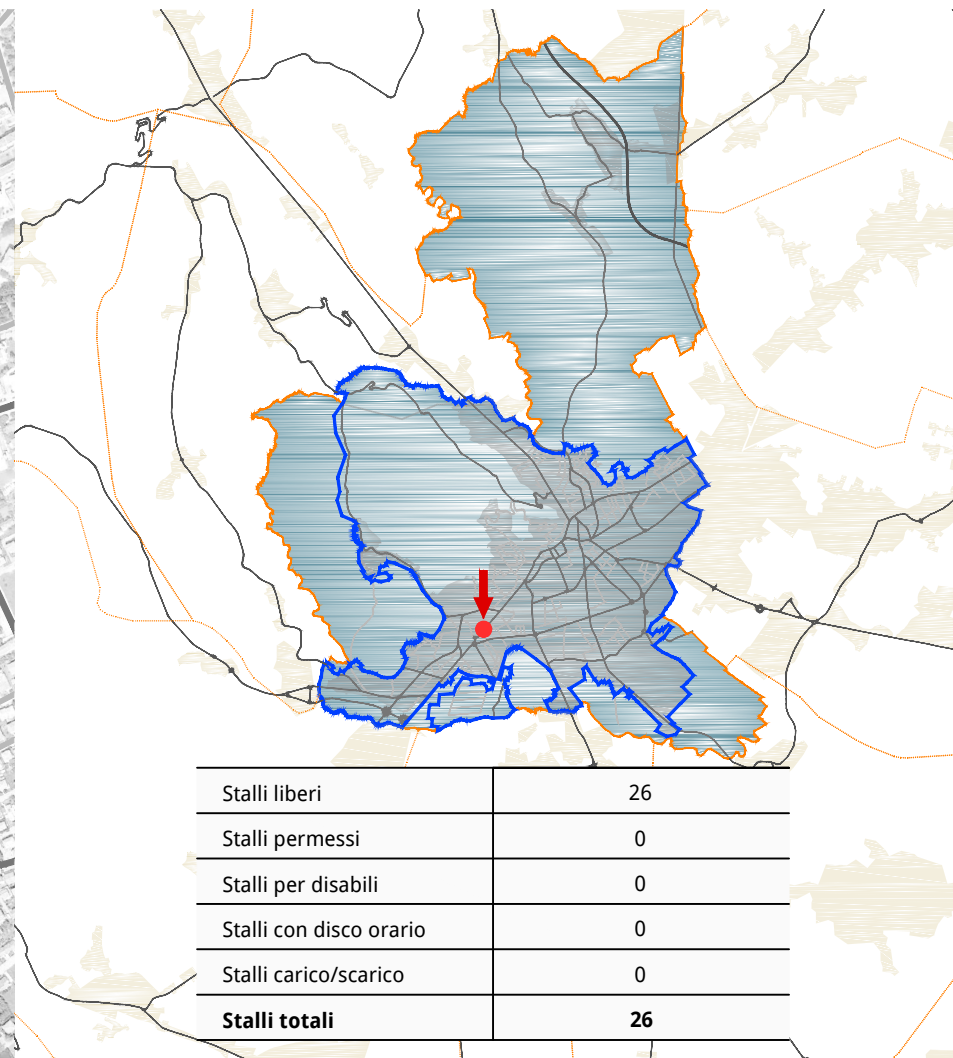 Stalli liberi 26
Stalli permessi 0
Stalli per disabili 0
Stalli con disco orario 0
Stalli carico/scarico 0
Stalli totali 26